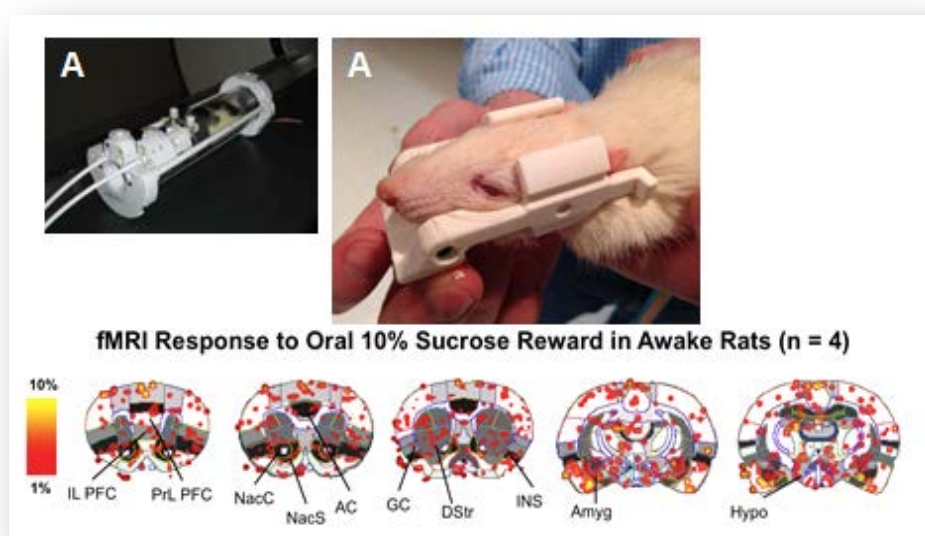 A
A
fMRI Response to Oral 10% Sucrose Reward in Awake Rats (n = 4)
10%
1%
IL PFC
PrL PFC
NacC
NacS
AC
GC
DStr
INS
Amyg
Hypo